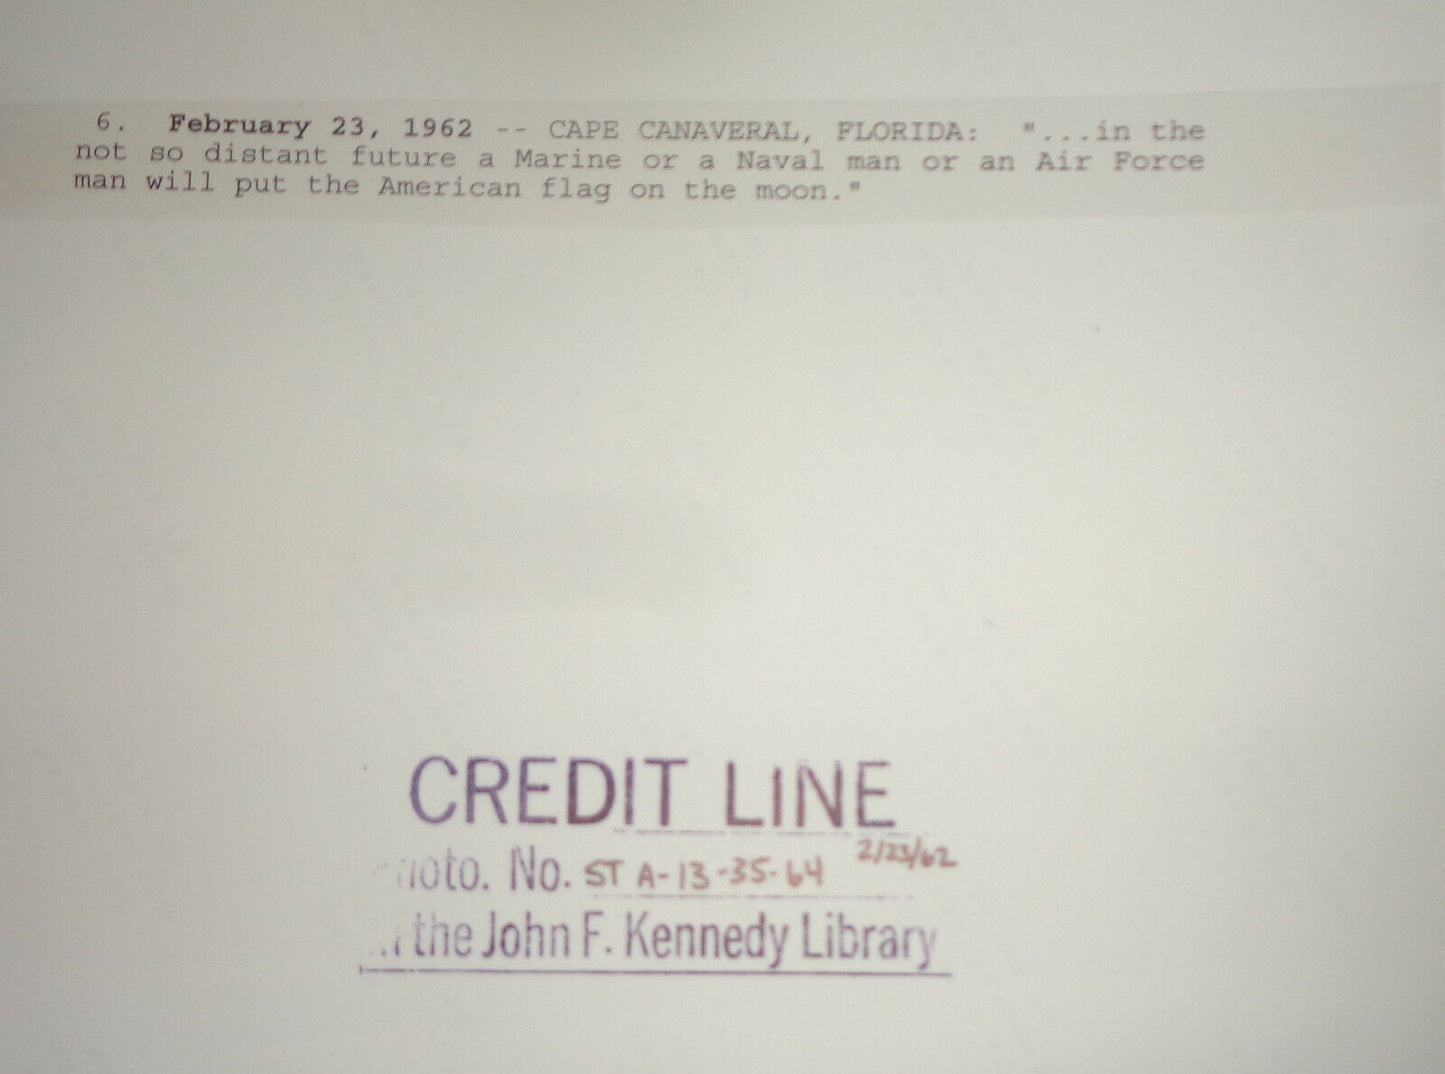 6. February 23, 1962 -- CAPE CANAVERAL, FLORIDA: "...in the
not so distant future a Marine or a Naval man or an Air Force
man will put the American flag on the moon."
CREDIT LINE
No. ST A-13-35-64 2/23/62
the John F. Kennedy Library